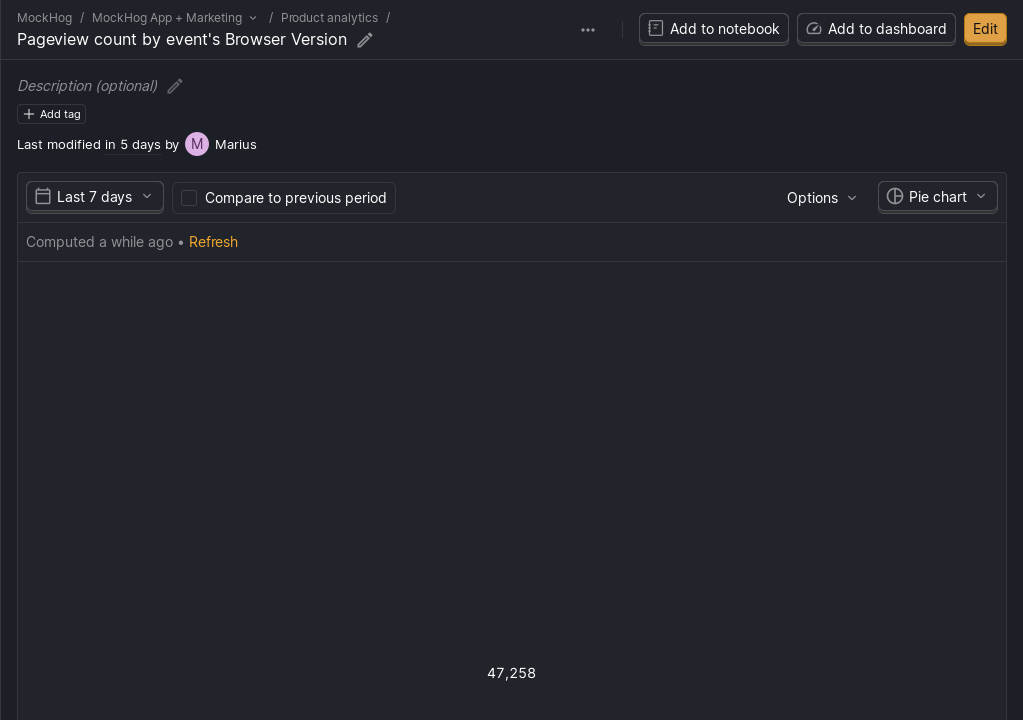 MockHog / MockHog App + Marketing / Product analytics /
Pageview count by event's Browser Version
Add to notebook
Add to dashboard
Edit
Description (optional)
Add tag
Last modified in 5 days by M Marius
Last 7 days
Compare to previous period
Options
Pie chart
Computed a while ago • Refresh
47,258